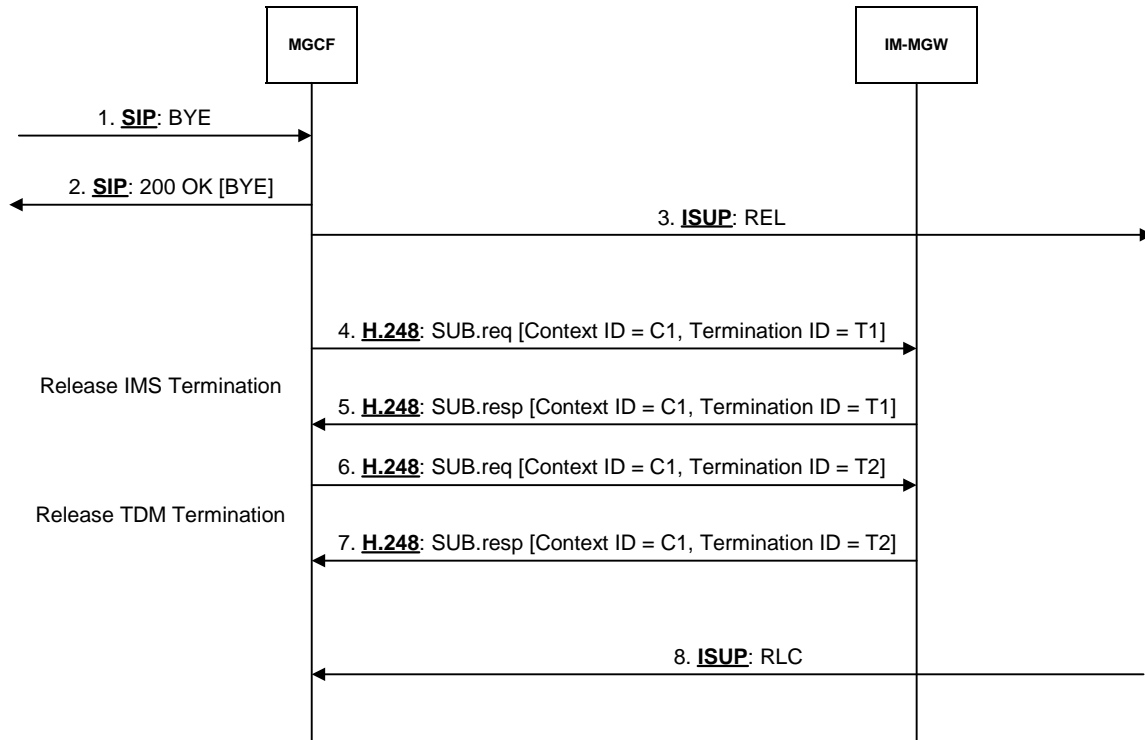 MGCF
IM-MGW
1. SIP: BYE
2. SIP: 200 OK [BYE]
3. ISUP: REL
4. H.248: SUB.req [Context ID = C1, Termination ID = T1]
Release IMS Termination
5. H.248: SUB.resp [Context ID = C1, Termination ID = T1]
6. H.248: SUB.req [Context ID = C1, Termination ID = T2]
Release TDM Termination
7. H.248: SUB.resp [Context ID = C1, Termination ID = T2]
8. ISUP: RLC